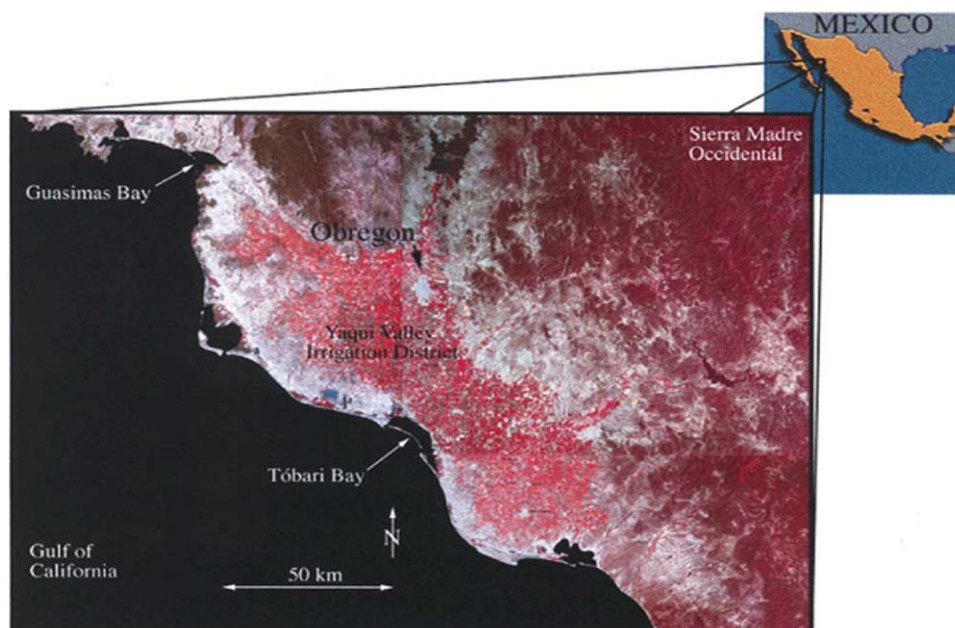 MEXICO
Sierra Madre
Occidentál
Guasimas Bay
Obregon
Yaqui Valley
Irrigation District
Tóbari Bay
N
Gulf of
California
50 km